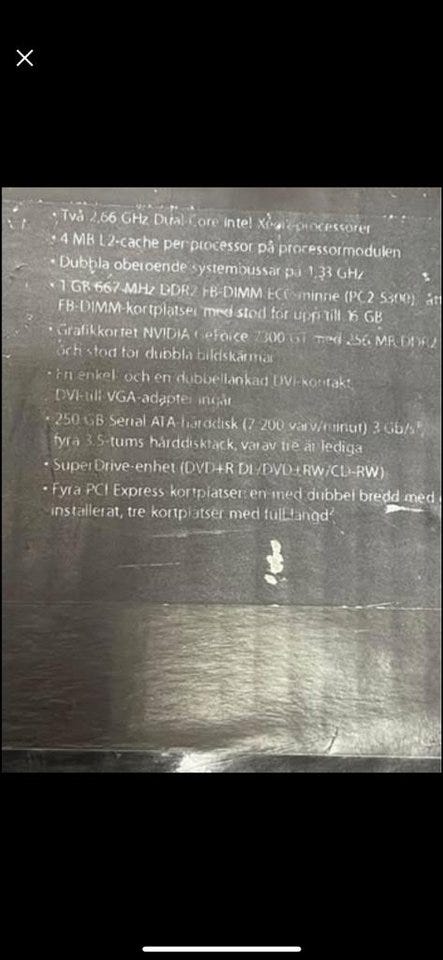 • Två 2,66 GHz Dual-Core Intel Xeon-processorer
• 4 MB L2-cache per processor på processormodulen
• Dubbla oberoende systembussar på 1,33 GHz
• 1 GB 667-MHz DDR2 FB-DIMM ECC-minne (PC2 5300),
FB-DIMM-kortplatser med stöd för upp till 16 GB
• Grafikkortet NVIDIA GeForce 7300 GT med 256 MB DDR2
och stöd för dubbla bildskärmar
• En enkel- och en dubbellänkad DVI-kontakt,
DVI-till VGA-adapter ingår
• 250 GB Serial ATA-hårddisk (7 200 varv/minut) 3 Gb/s
fyra 3,5-tums hårddiskfack, varav tre är lediga
• SuperDrive-enhet (DVD+R DL/DVD±RW/CD-RW)
• Fyra PCI Express kortplatser: en med dubbel bredd med
installerat, tre kortplatser med full längd²